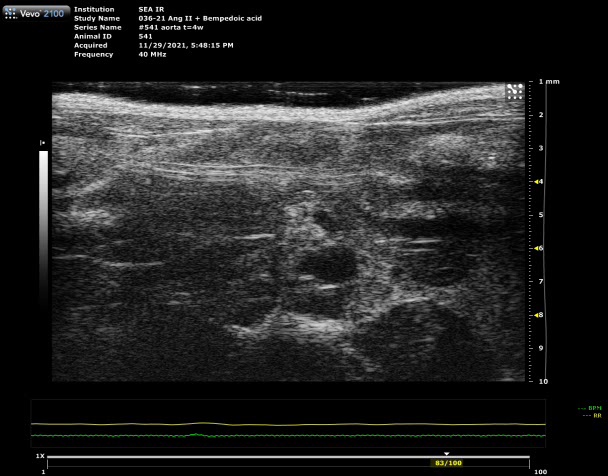 Vevo 2100
Institution SEA IR
Study Name 036-21 Ang II + Bempedoic acid
Series Name #541 aorta t=4w
Animal ID 541
Acquired 11/29/2021, 5:48:15 PM
Frequency 40 MHz
1 mm
2
3
4
5
6
7
8
9
10
BPM
RR
1X
83/100
1
100